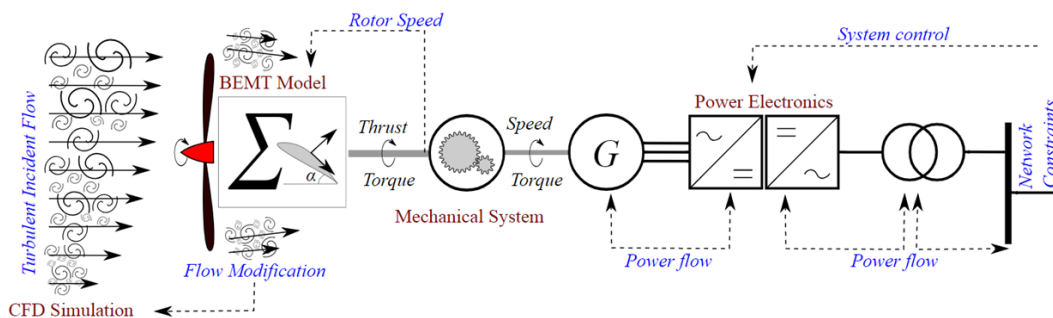 Rotor Speed
System control
BEMT Model
Power Electronics
Turbulent Incident Flow
α
Thrust
Torque
Speed
Torque
G
Network
Constraints
Mechanical System
Flow Modification
Power flow
Power flow
CFD Simulation